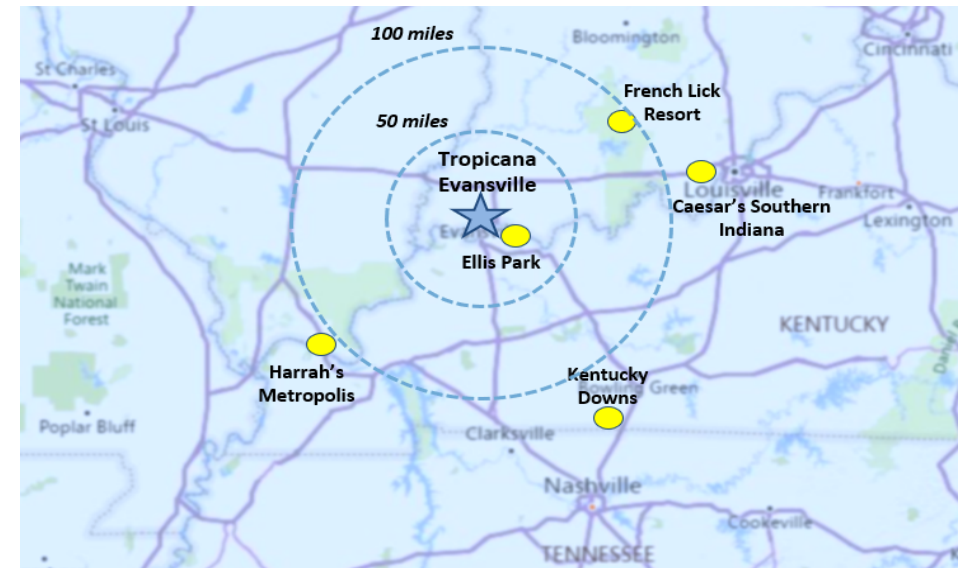 100 miles
Bloomington
Cincinnati
St Charles
French Lick
Resort
St Louis
50 miles
Tropicana
Evansville
Louisville
Frankfort
Caesar's Southern
Indiana
Lexington
Ellis Park
Mark
Twain
National
Forest
KENTUCKY
Harrah's
Metropolis
Kentucky
Downs
Bowling Green
Poplar Bluff
Clarksville
Nashville
Cookeville
TENNESSEE